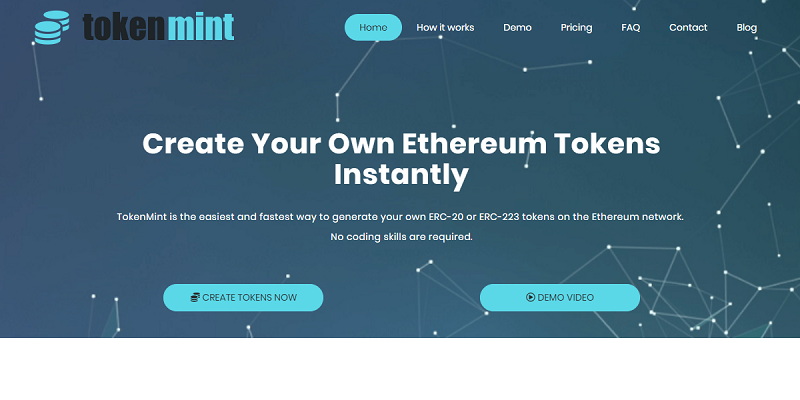 tokenmint
Home How it works Demo Pricing FAQ Contact Blog
Create Your Own Ethereum Tokens
Instantly
TokenMint is the easiest and fastest way to generate your own ERC-20 or ERC-223 tokens on the Ethereum network.
No coding skills are required.
CREATE TOKENS NOW
DEMO VIDEO